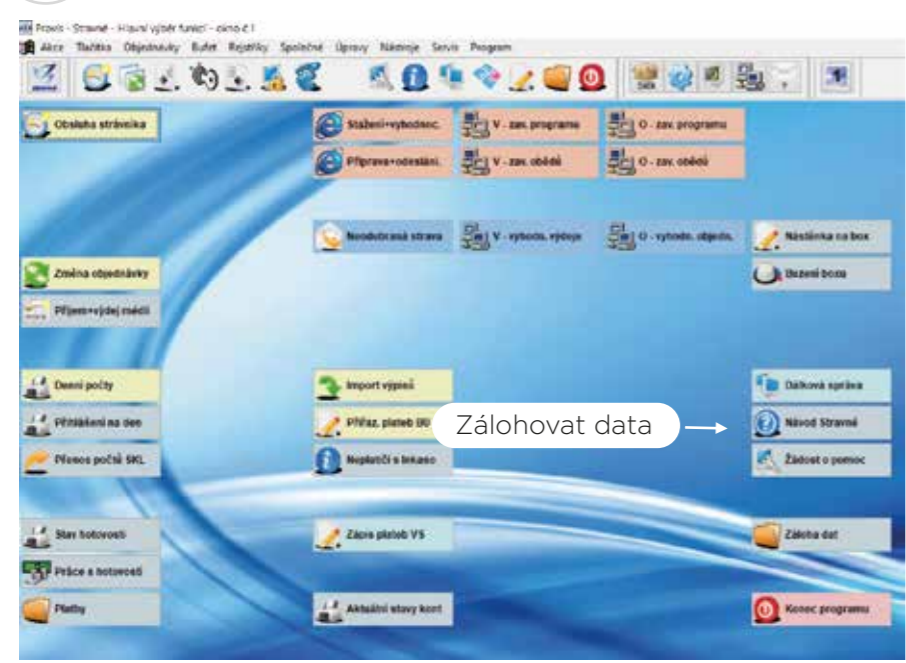 Provis - Stravné - Hlavní výběr funkcí - okno č.1
Akce Tlačítka Objednávky Bufet Rejstříky Společné Úpravy Nástroje Servis Program
Obsluha strávníka
Stažení+vyhodnoc.
V - zav. programu
O - zav. programu
Příprava+odeslání.
V - zav. obědů
O - zav. obědů
Neodebraná strava
V - vyhodn. výdeje
O - vyhodn. objedn.
Nástěnka na box
Změna objednávky
Řazení boxu
Příjem+výdej médií
Denní počty
Import výpisů
Dálková správa
Přihlášení na den
Přiřaz. plateb BÚ
Zálohovat data
Návod Stravné
Přenos počtů SKL
Neplatiči s inkaso
Žádost o pomoc
Stav hotovosti
Zápis plateb VS
Záloha dat
Práce s hotovostí
Platby
Aktuální stavy kont
Konec programu